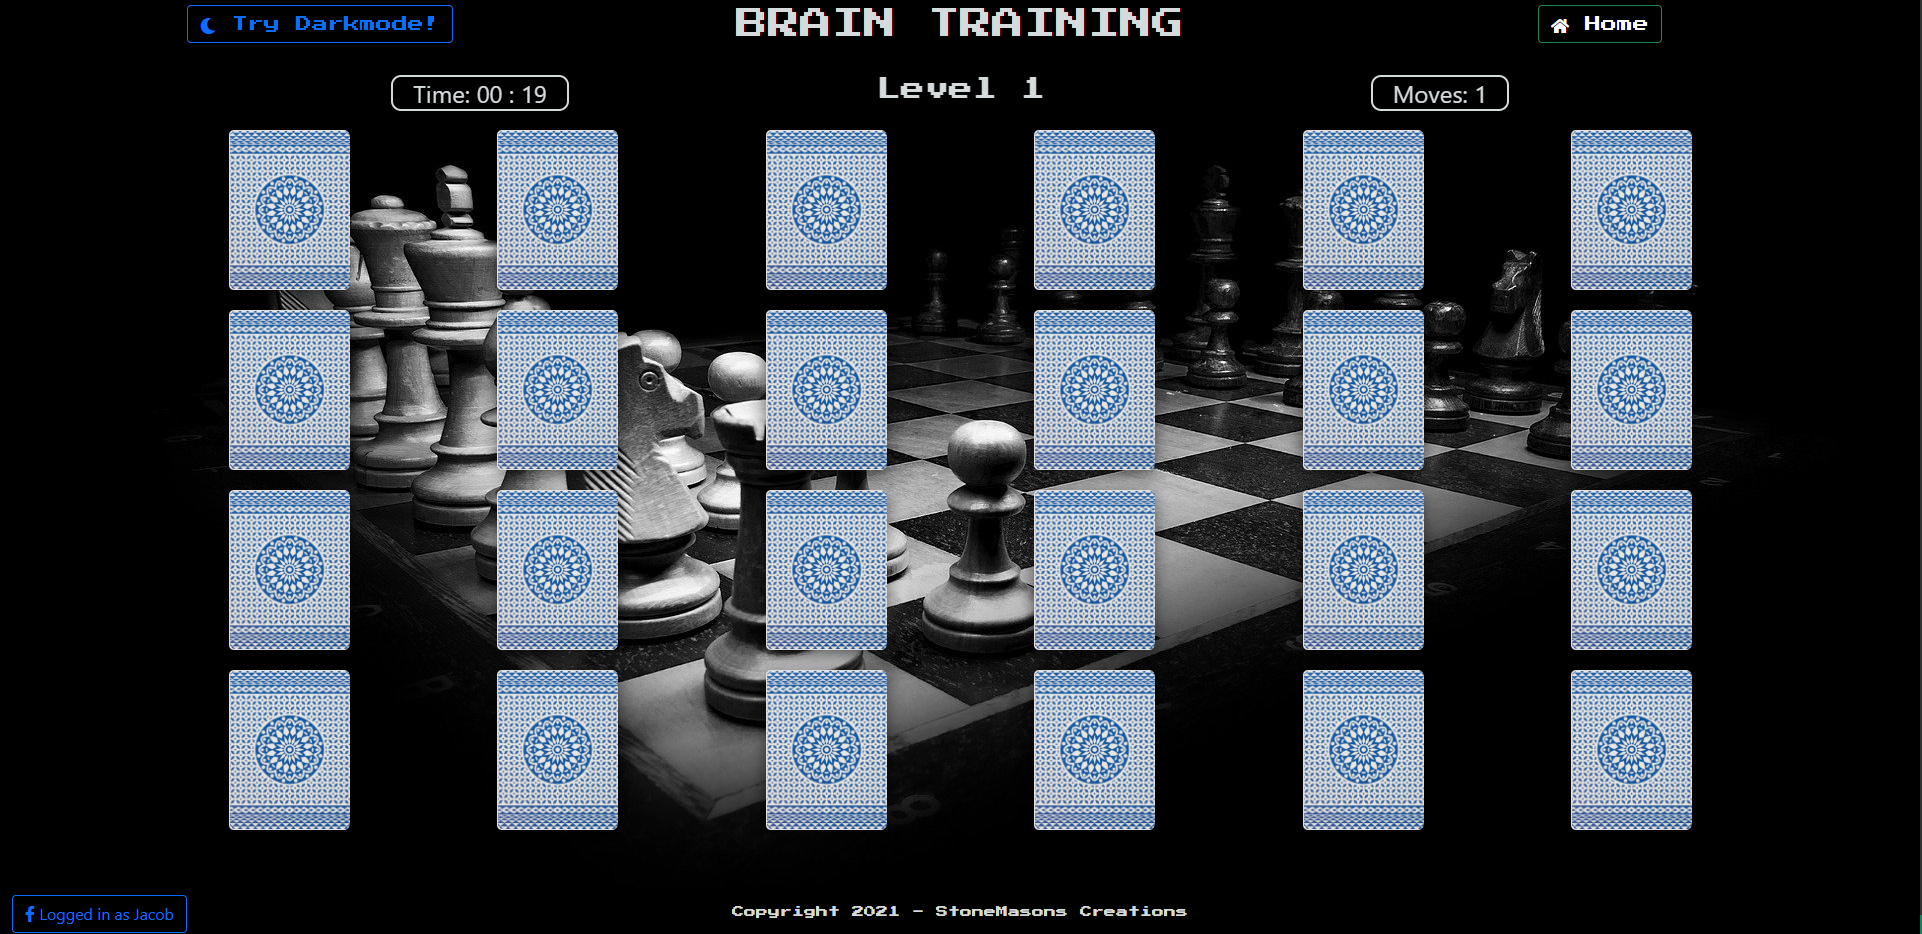 Try Darkmode!
BRAIN TRAINING
Home
Time: 00 : 19
Level 1
Moves: 1
Logged in as Jacob
Copyright 2021 - StoneMasons Creations